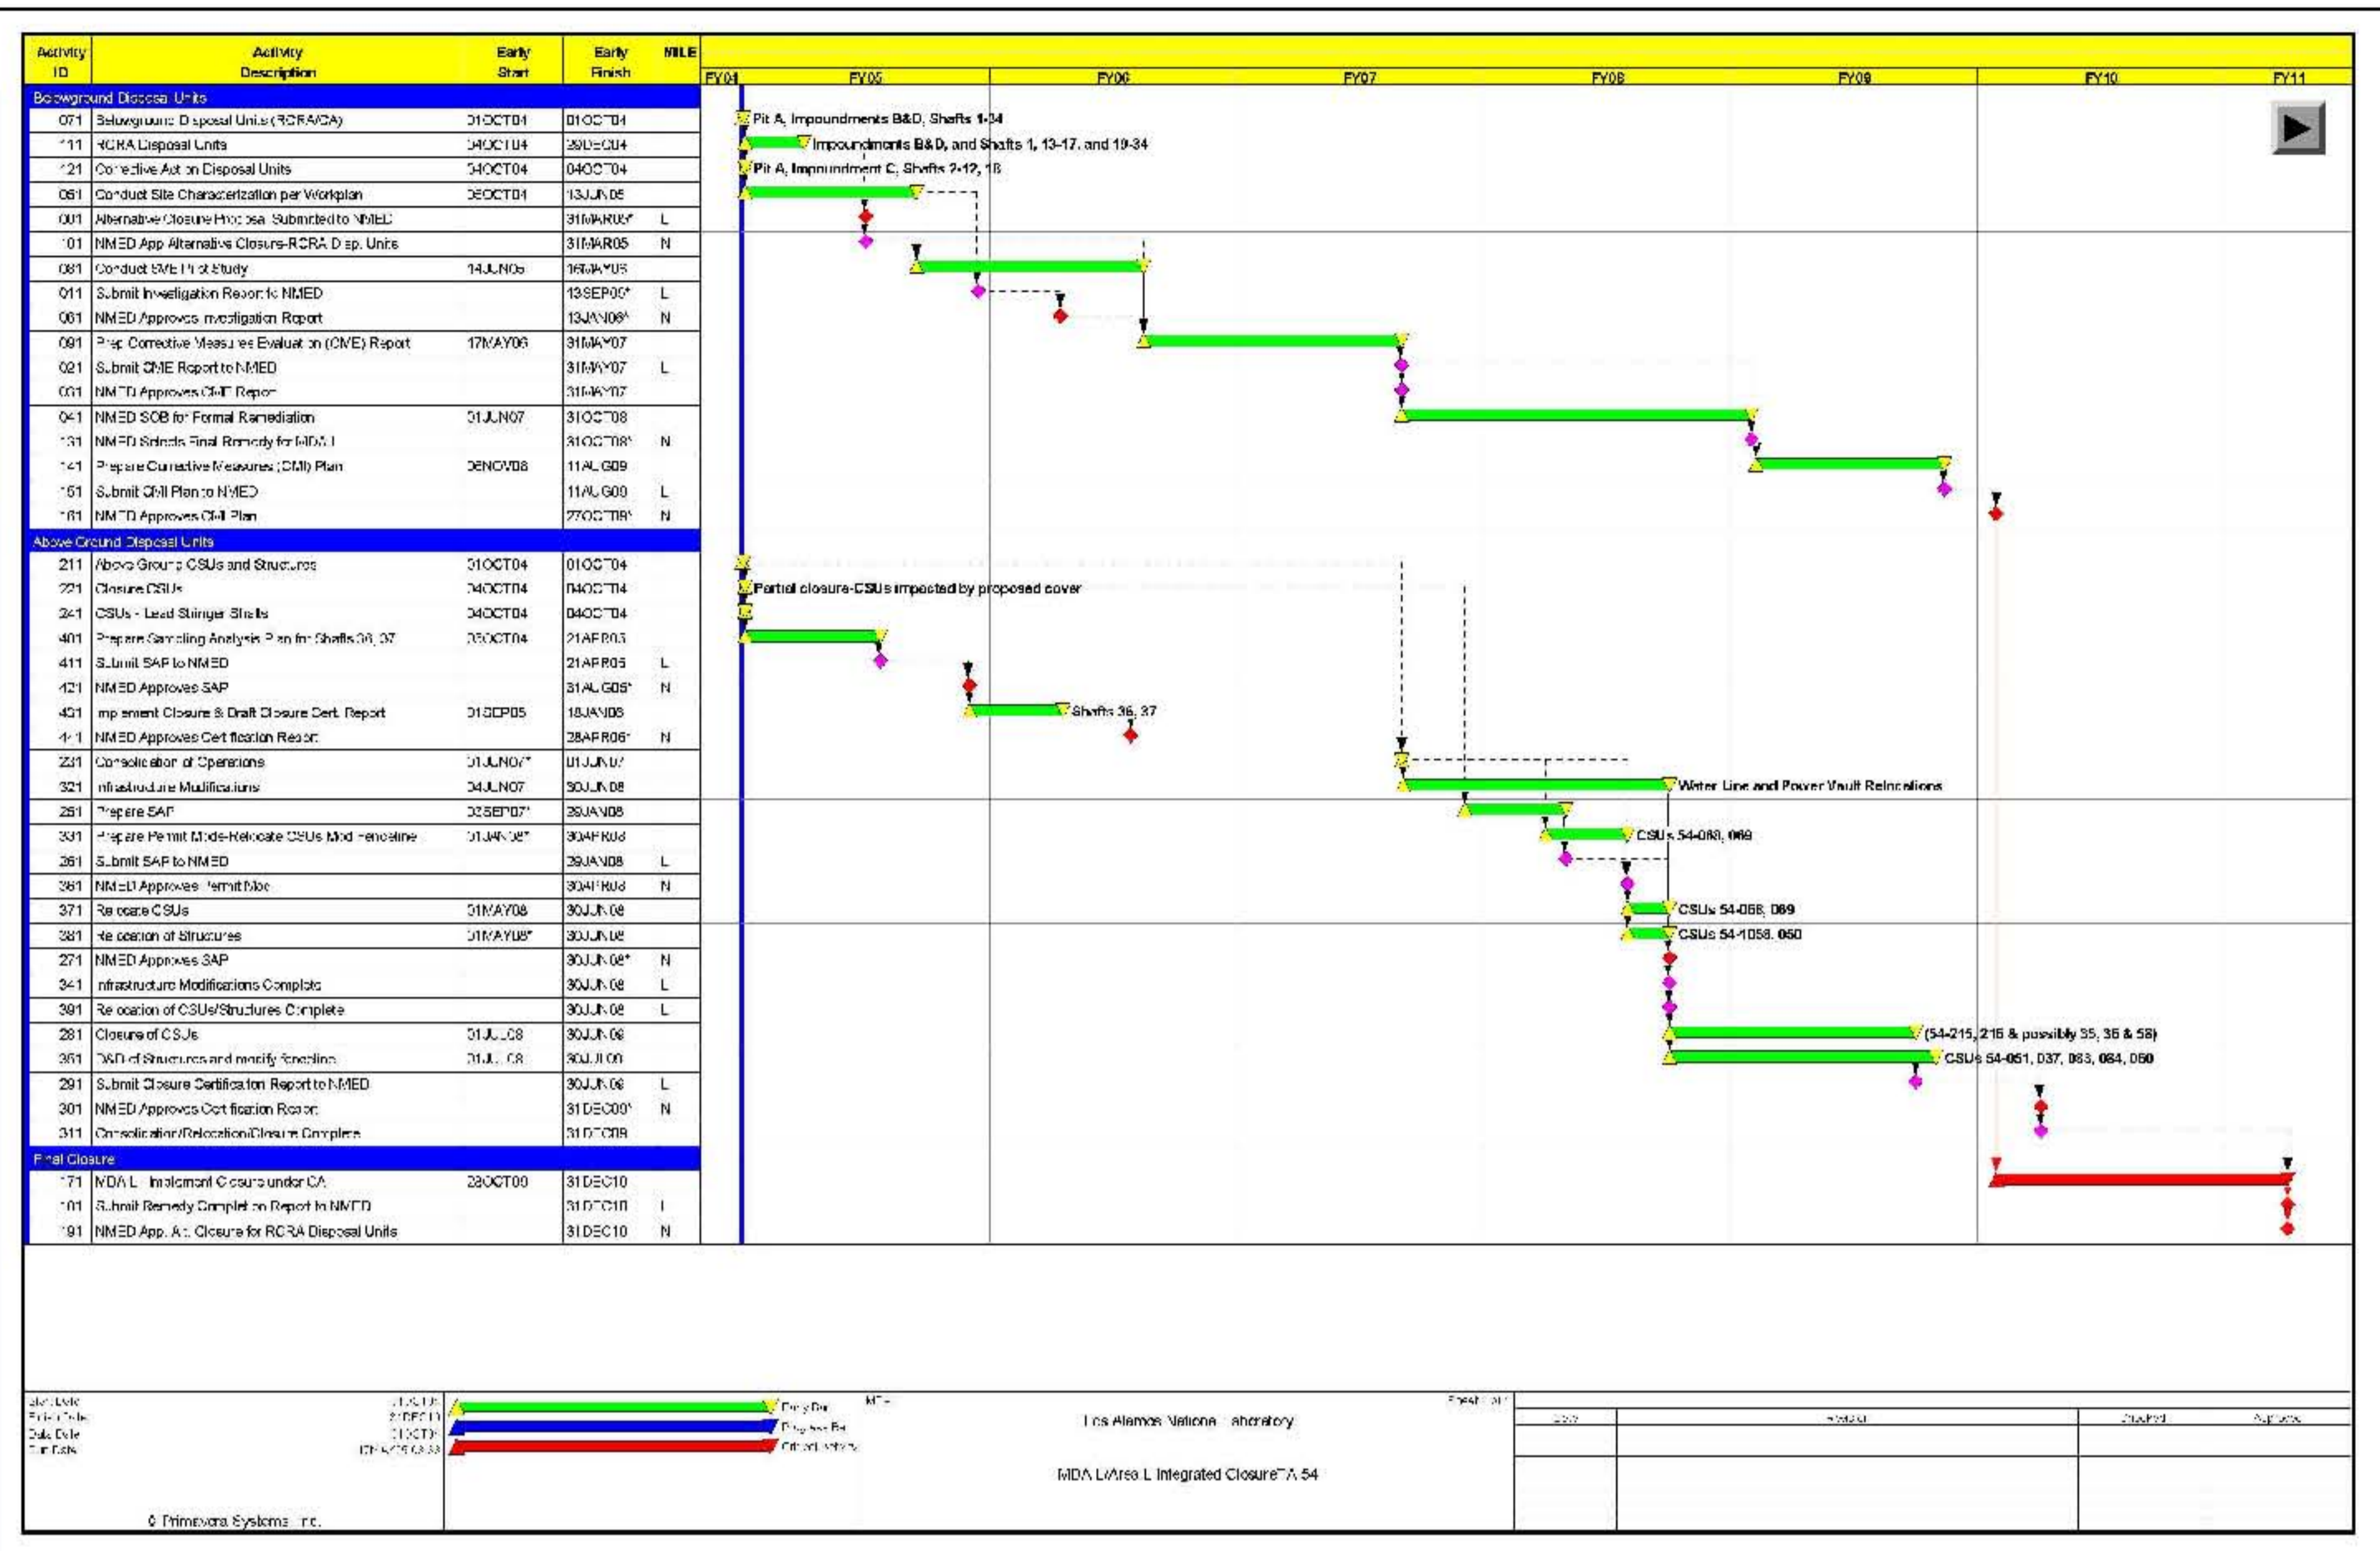 Activity ID Activity Description Early Start Early Finish MILE
FY04 FY05 FY06 FY07 FY08 FY09 FY10 FY11
Belowground Disposal Units
071 Belowground Disposal Units (RCRA/CA) 01OCT04 01OCT04 Pit A, Impoundments B&D, Shafts 1-34
111 RCRA Disposal Units 04OCT04 29DEC04 Impoundments B&D, and Shafts 1, 13-17, and 19-34
121 Corrective Action Disposal Units 04OCT04 04OCT04 Pit A, Impoundment C, Shafts 2-12, 18
051 Conduct Site Characterization per Workplan 05OCT04 13JUN05
001 Alternative Closure Proposal Submitted to NMED 31MAR05* L
101 NMED App Alternative Closure-RCRA Disp. Units 31MAR05 N
081 Conduct SVE Pilot Study 14JUN05 16MAY06
011 Submit Investigation Report to NMED 13SEP05* L
061 NMED Approves Investigation Report 13JAN06* N
091 Prep Corrective Measures Evaluation (CME) Report 17MAY06 31MAY07
021 Submit CME Report to NMED 31MAY07 L
031 NMED Approves CME Report 31MAY07
041 NMED SOB for Formal Remediation 01JUN07 31OCT08
131 NMED Selects Final Remedy for MDA L 31OCT08* N
141 Prepare Corrective Measures (CMI) Plan 11AUG09
151 Submit CMI Plan to NMED 11AUG09 L
161 NMED Approves CMI Plan 27OCT09* N
Above Ground Disposal Units
211 Above Ground CSUs and Structures 01OCT04 01OCT04
221 Closure CSUs 04OCT04 04OCT04 Partial closure-CSUs impacted by proposed cover
241 CSUs - Lead Stringer Shafts 04OCT04 04OCT04
401 Prepare Sampling Analysis Plan for Shafts 36, 37 05OCT04 21APR05
411 Submit SAP to NMED 21APR05 L
421 NMED Approves SAP 31AUG05* N
431 Implement Closure & Draft Closure Cert. Report 01SEP05 18JAN06 Shafts 36, 37
441 NMED Approves Certification Report 28APR06* N
231 Consolidation of Operations 01JUN07* 01JUN07
321 Infrastructure Modifications 04JUN07 30JUN08 Water Line and Power Vault Relocations
251 Prepare SAP 03SEP07* 29JAN08
331 Prepare Permit Mods-Relocate CSUs Mod Fenceline 01JAN08* 30APR08 CSUs 54-068, 069
261 Submit SAP to NMED 29JAN08 L
361 NMED Approves Permit Mod 30APR08 N
371 Relocate CSUs 01MAY08 30JUN08 CSUs 54-068, 069
381 Relocation of Structures 01MAY08* 30JUN08 CSUs 54-1058, 060
271 NMED Approves SAP 30JUN08* N
341 Infrastructure Modifications Complete 30JUN08 L
391 Relocation of CSUs/Structures Complete 30JUN08 L
281 Closure of CSUs 01JUL08 30JUN09 (54-215, 216 & possibly 35, 36 & 58)
351 D&D of Structures and modify fenceline 01JUL08 30JUL09 CSUs 54-051, 037, 083, 084, 060
291 Submit Closure Certification Report to NMED 30JUN09 L
301 NMED Approves Certification Report 31DEC09* N
311 Consolidation/Relocation/Closure Complete 31DEC09
Final Closure
171 MDA L - Implement Closure under CA 28OCT09 31DEC10
181 Submit Remedy Completion Report to NMED 31DEC10 L
191 NMED App. Alt. Closure for RCRA Disposal Units 31DEC10 N
Start Date
Finish Date
Data Date
Run Date
Early Bar
Progress Bar
Critical Activity
Los Alamos National Laboratory
MDA L/Area L Integrated Closure TA-54
Date Revision Checked Approved
© Primavera Systems, Inc.